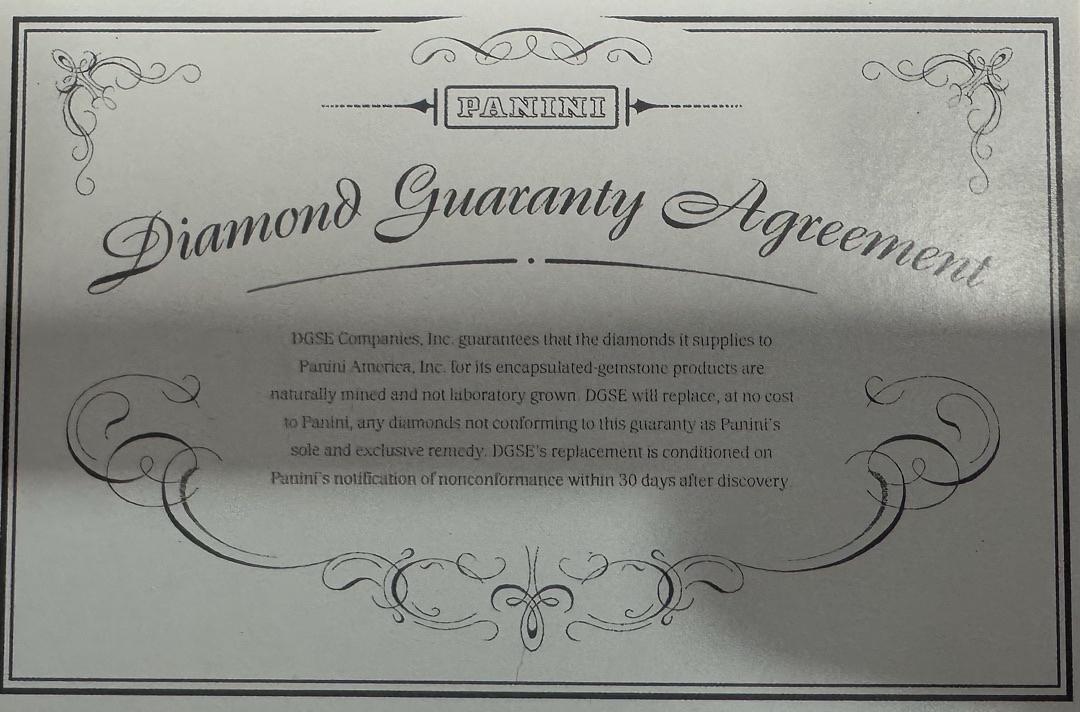 PANINI
Diamond Guaranty Agreement
DGSE Companies, Inc. guarantees that the diamonds it supplies to
Panini America, Inc. for its encapsulated-gemstone products are
naturally mined and not laboratory grown. DGSE will replace, at no cost
to Panini, any diamonds not conforming to this guaranty as Panini's
sole and exclusive remedy. DGSE's replacement is conditioned on
Panini's notification of nonconformance within 30 days after discovery.